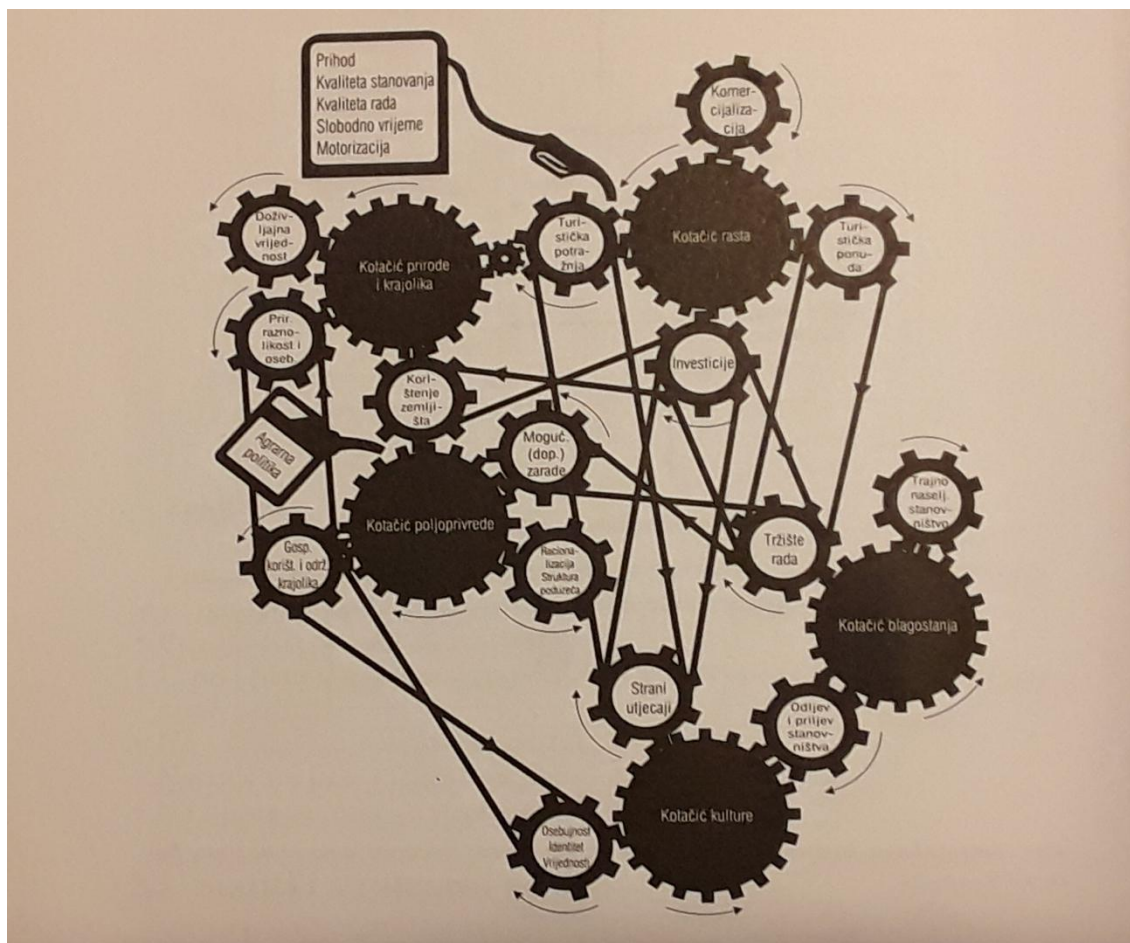 Prihod
Kvaliteta stanovanja
Kvaliteta rada
Slobodno vrijeme
Motorizacija
Komer-
cijaliza-
cija
Doživ-
ljajna
vrijed-
nost
Kotačić prirode
i krajolika
Turi-
stička
potra-
žnja
Kotačić rasta
Turi-
stička
ponu-
da
Prir.
razno-
likost i
oseb.
Kori-
štenje
zemlji-
šta
Investicije
Agrarna
politika
Moguć.
(dop.)
zarade
Trajno
naselj.
stanov-
ništvo
Kotačić poljoprivrede
Gosp.
korišt. i održ.
krajolika
Raciona-
lizacija
Struktura
poduzeća
Tržište
rada
Kotačić blagostanja
Strani
utjecaji
Odljev
i priljev
stanov-
ništva
Kotačić kulture
Osebujnost
Identitet
Vrijednosti